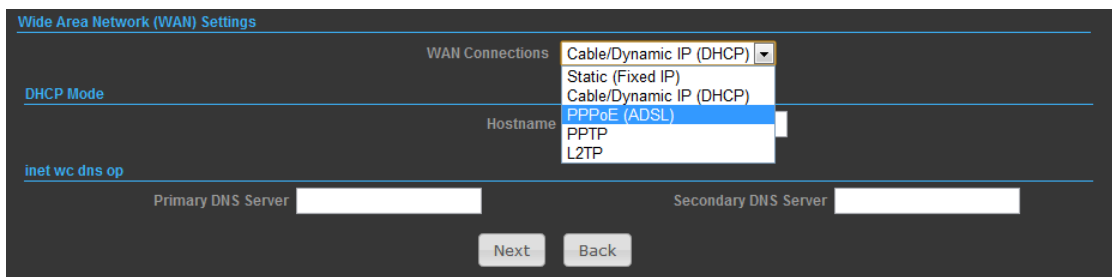 Wide Area Network (WAN) Settings
WAN Connections Cable/Dynamic IP (DHCP)
Static (Fixed IP)
Cable/Dynamic IP (DHCP)
PPPoE (ADSL)
PPTP
L2TP
DHCP Mode
Hostname
inet wc dns op
Primary DNS Server Secondary DNS Server
Next Back